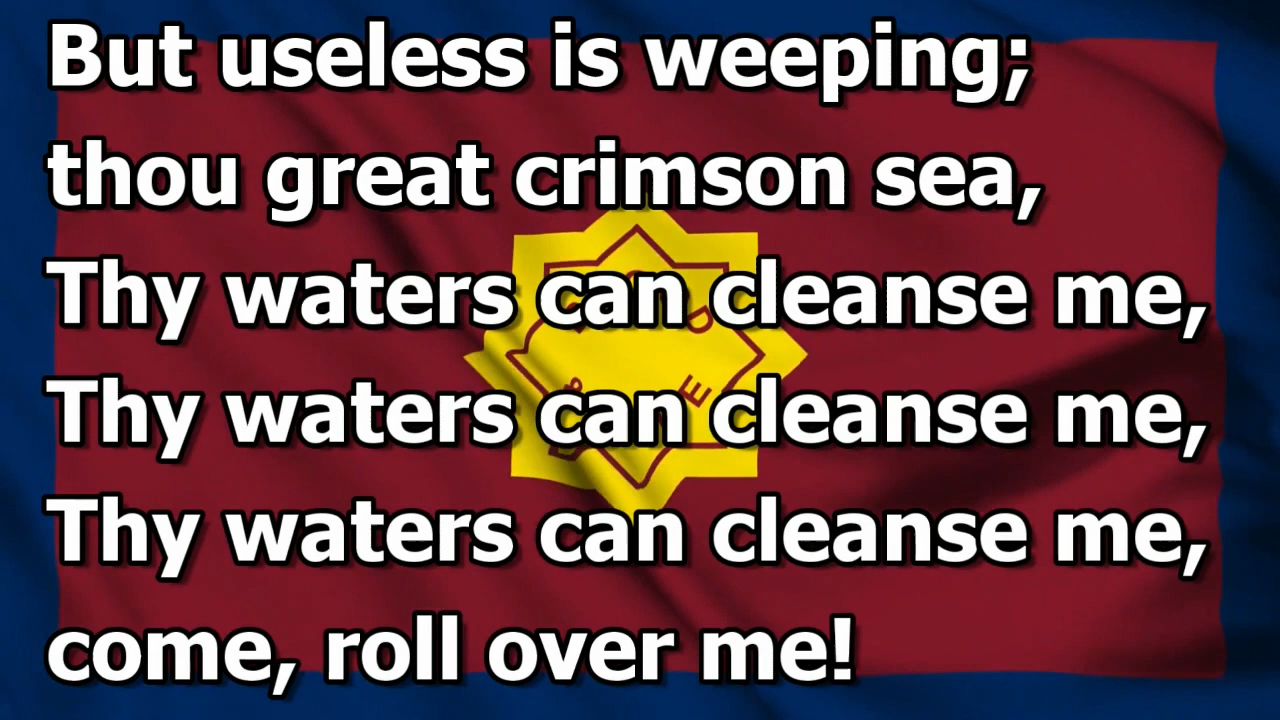 But useless is weeping;
thou great crimson sea,
Thy waters can cleanse me,
Thy waters can cleanse me,
Thy waters can cleanse me,
come, roll over me!